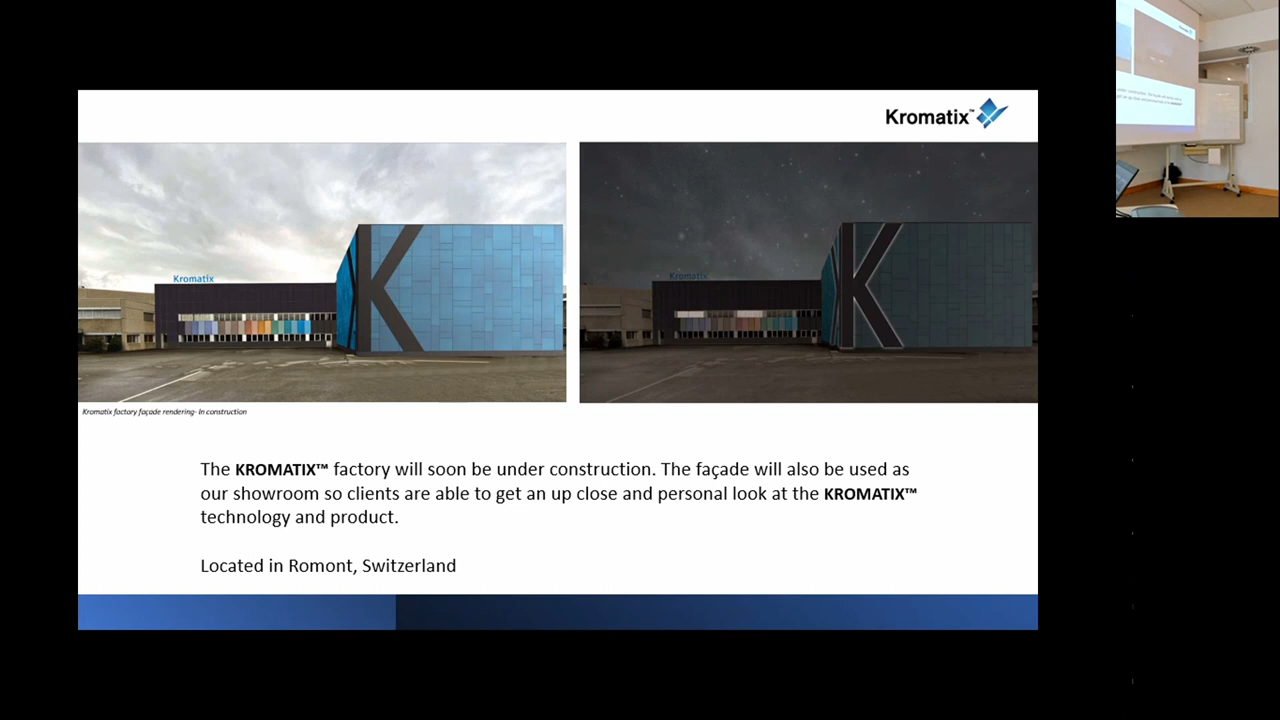 Kromatix™
Kromatix
Kromatix
Kromatix factory façade rendering- In construction
The KROMATIX™ factory will soon be under construction. The façade will also be used as
our showroom so clients are able to get an up close and personal look at the KROMATIX™
technology and product.
Located in Romont, Switzerland